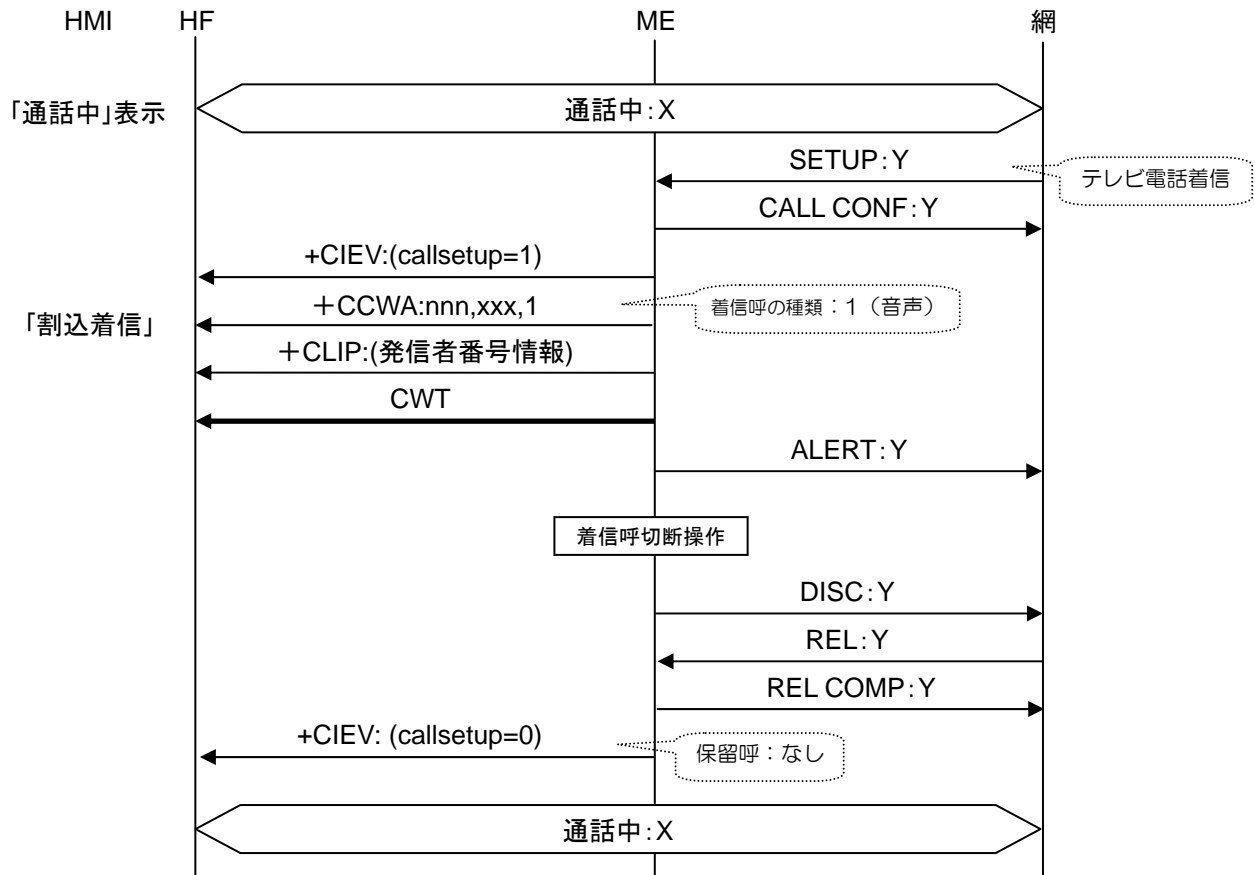 HMI HF ME 網
「通話中」表示
通話中:X
SETUP:Y
テレビ電話着信
CALL CONF:Y
+CIEV:(callsetup=1)
+CCWA:nnn,xxx,1
着信呼の種類:1(音声)
「割込着信」
+CLIP:(発信者番号情報)
CWT
ALERT:Y
着信呼切断操作
DISC:Y
REL:Y
REL COMP:Y
+CIEV: (callsetup=0)
保留呼:なし
通話中:X